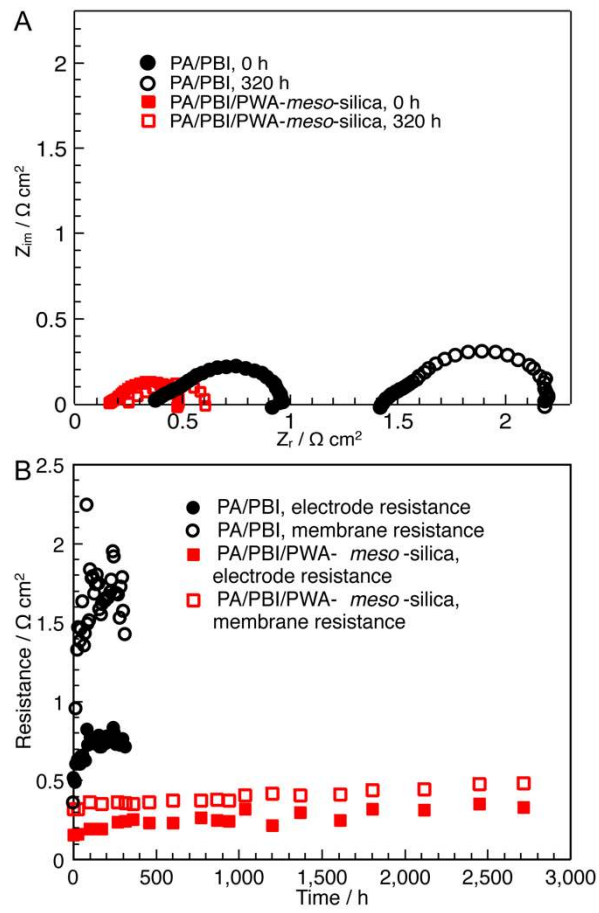 A
PA/PBI, 0 h
PA/PBI, 320 h
PA/PBI/PWA-meso-silica, 0 h
PA/PBI/PWA-meso-silica, 320 h
2
1.5
1
0.5
0
Zim / Ω cm²
0 0.5 1 1.5 2
Zr / Ω cm²
B
2.5
2
1.5
1
0.5
0
Resistance / Ω cm²
PA/PBI, electrode resistance
PA/PBI, membrane resistance
PA/PBI/PWA- meso -silica,
electrode resistance
PA/PBI/PWA- meso -silica,
membrane resistance
0 500 1,000 1,500 2,000 2,500 3,000
Time / h